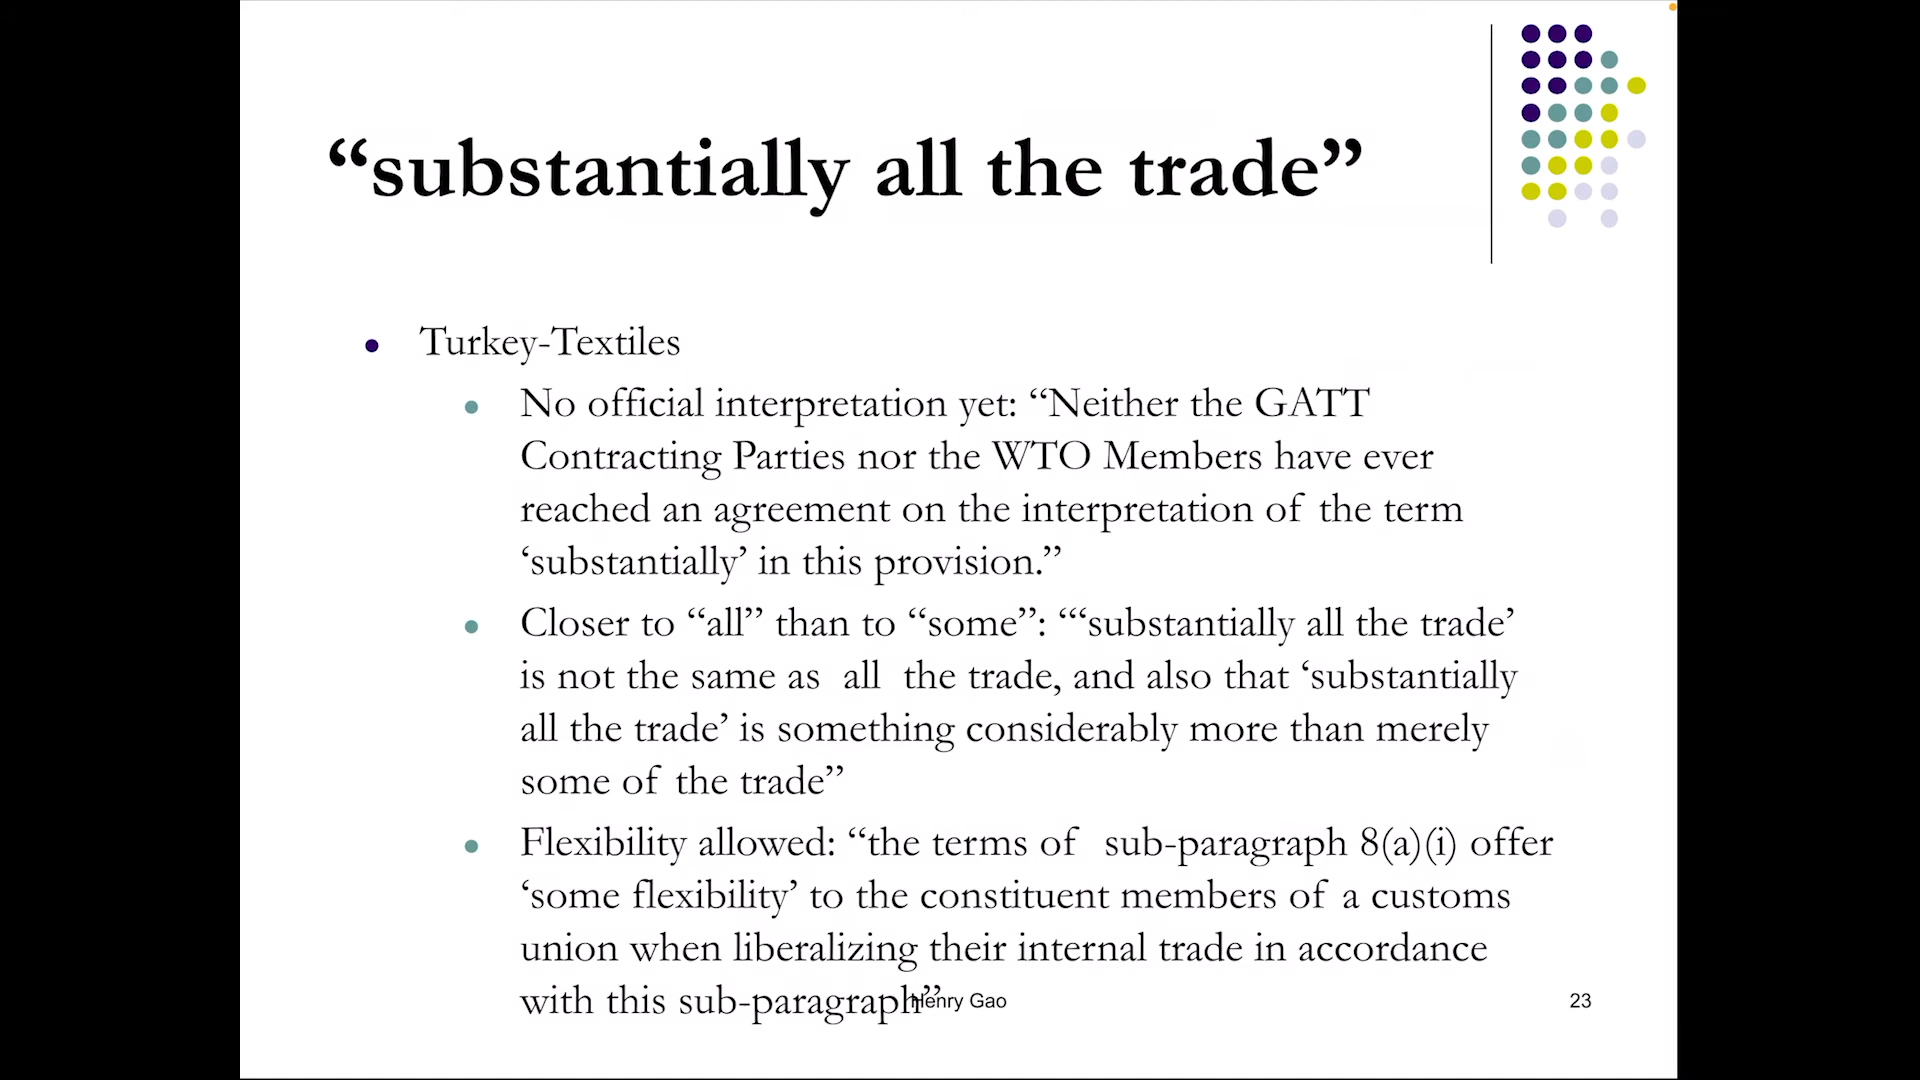 “substantially all the trade”
Turkey-Textiles
No official interpretation yet: “Neither the GATT
Contracting Parties nor the WTO Members have ever
reached an agreement on the interpretation of the term
‘substantially’ in this provision.”
Closer to “all” than to “some”: “‘substantially all the trade’
is not the same as all the trade, and also that ‘substantially
all the trade’ is something considerably more than merely
some of the trade”
Flexibility allowed: “the terms of sub-paragraph 8(a)(i) offer
‘some flexibility’ to the constituent members of a customs
union when liberalizing their internal trade in accordance
with this sub-paragraph”
Henry Gao
23